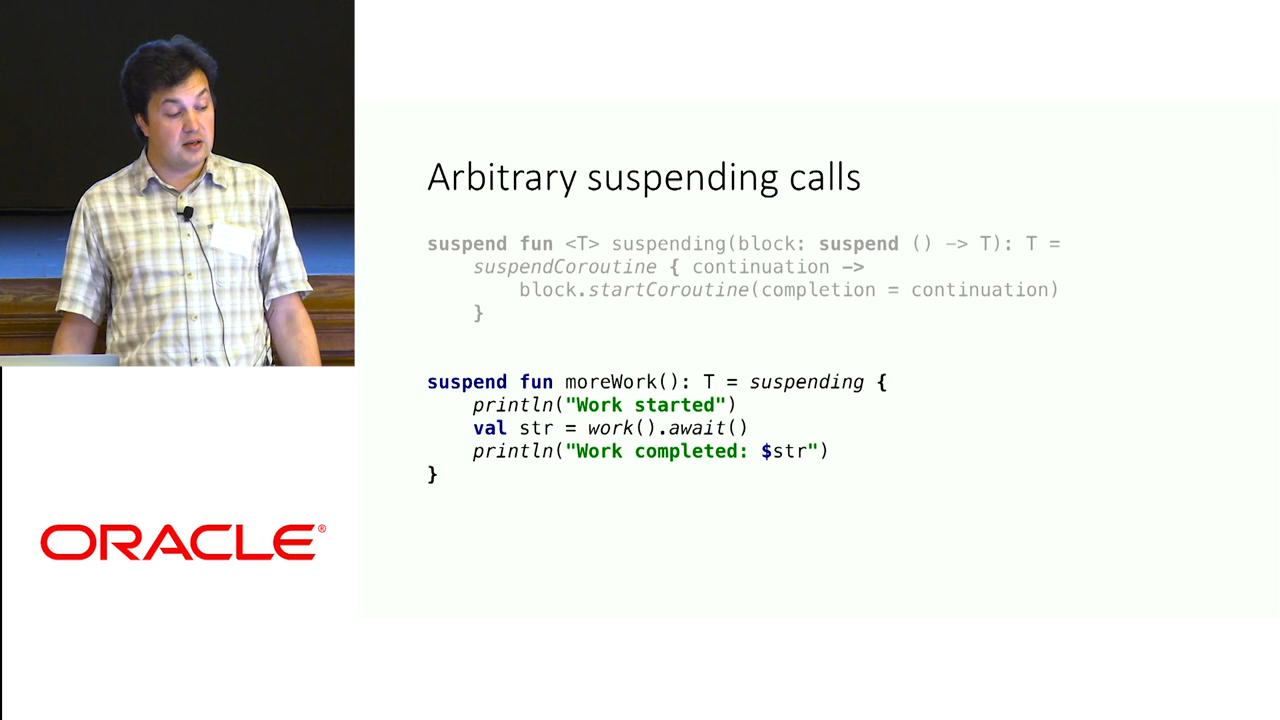 Arbitrary suspending calls
suspend fun <T> suspending(block: suspend () -> T): T =
suspendCoroutine { continuation ->
block.startCoroutine(completion = continuation)
}
suspend fun moreWork(): T = suspending {
println("Work started")
val str = work().await()
println("Work completed: $str")
}
ORACLE®